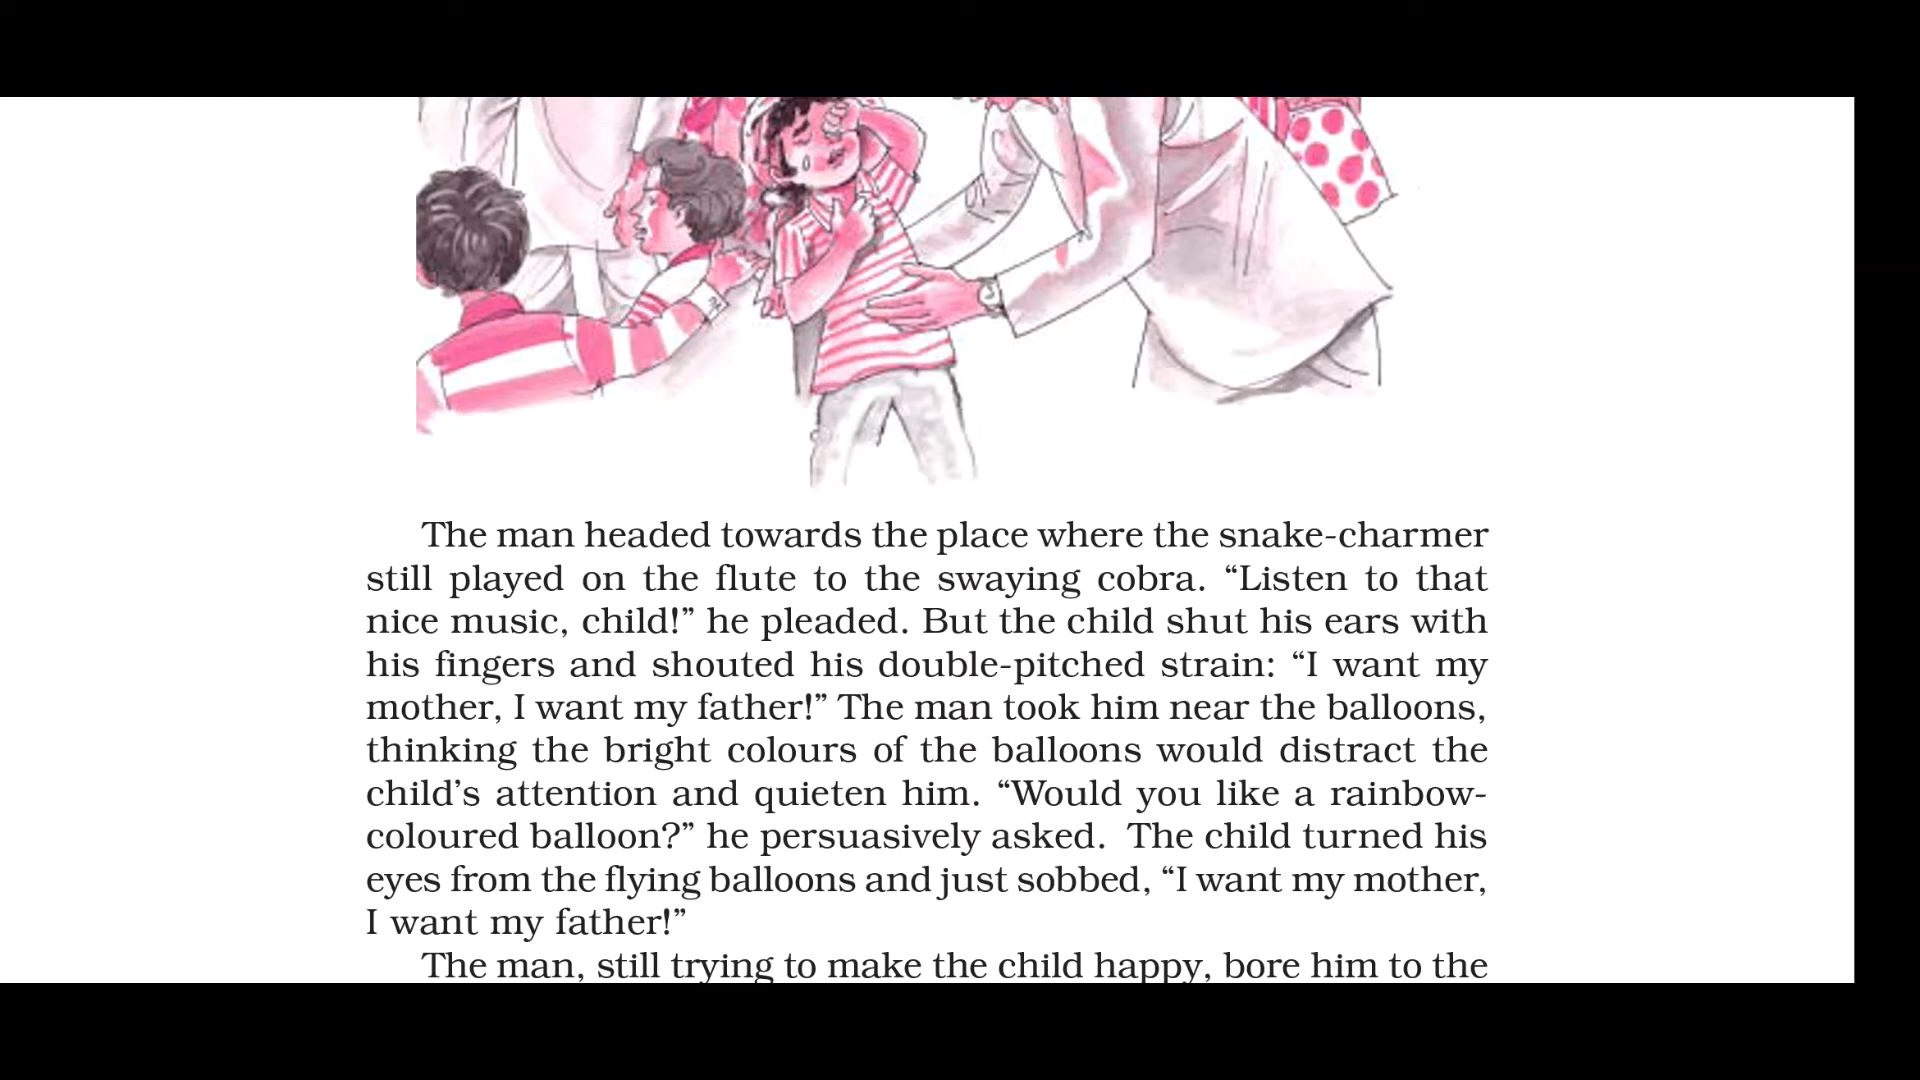 The man headed towards the place where the snake-charmer
still played on the flute to the swaying cobra. “Listen to that
nice music, child!” he pleaded. But the child shut his ears with
his fingers and shouted his double-pitched strain: “I want my
mother, I want my father!” The man took him near the balloons,
thinking the bright colours of the balloons would distract the
child’s attention and quieten him. “Would you like a rainbow-
coloured balloon?” he persuasively asked.  The child turned his
eyes from the flying balloons and just sobbed, “I want my mother,
I want my father!”
The man, still trying to make the child happy, bore him to the